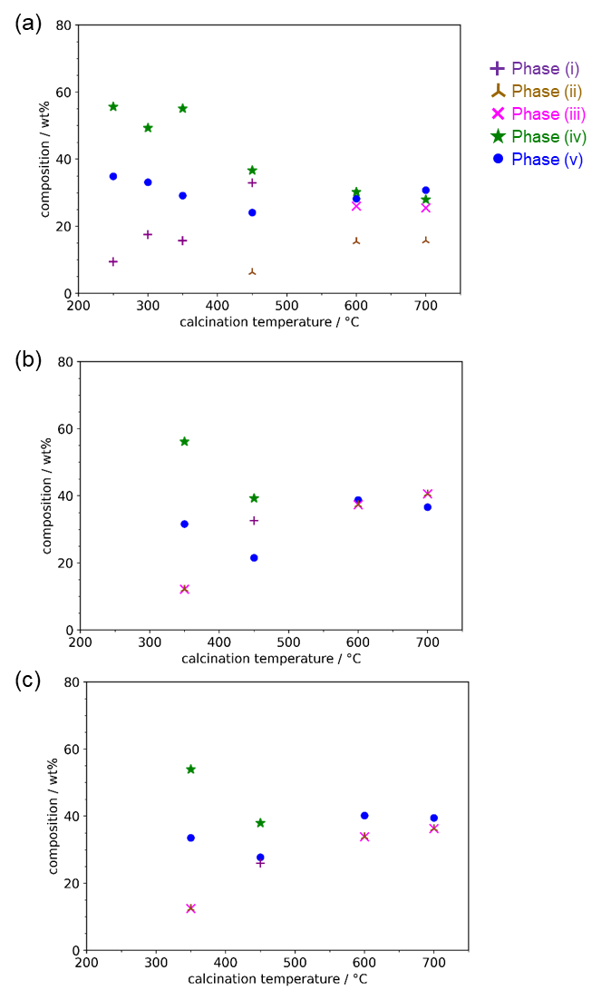 (a)
80
60
40
20
0
composition / wt%
200 300 400 500 600 700
calcination temperature / °C
Phase (i)
Phase (ii)
Phase (iii)
Phase (iv)
Phase (v)
(b)
80
60
40
20
0
composition / wt%
200 300 400 500 600 700
calcination temperature / °C
(c)
80
60
40
20
0
composition / wt%
200 300 400 500 600 700
calcination temperature / °C